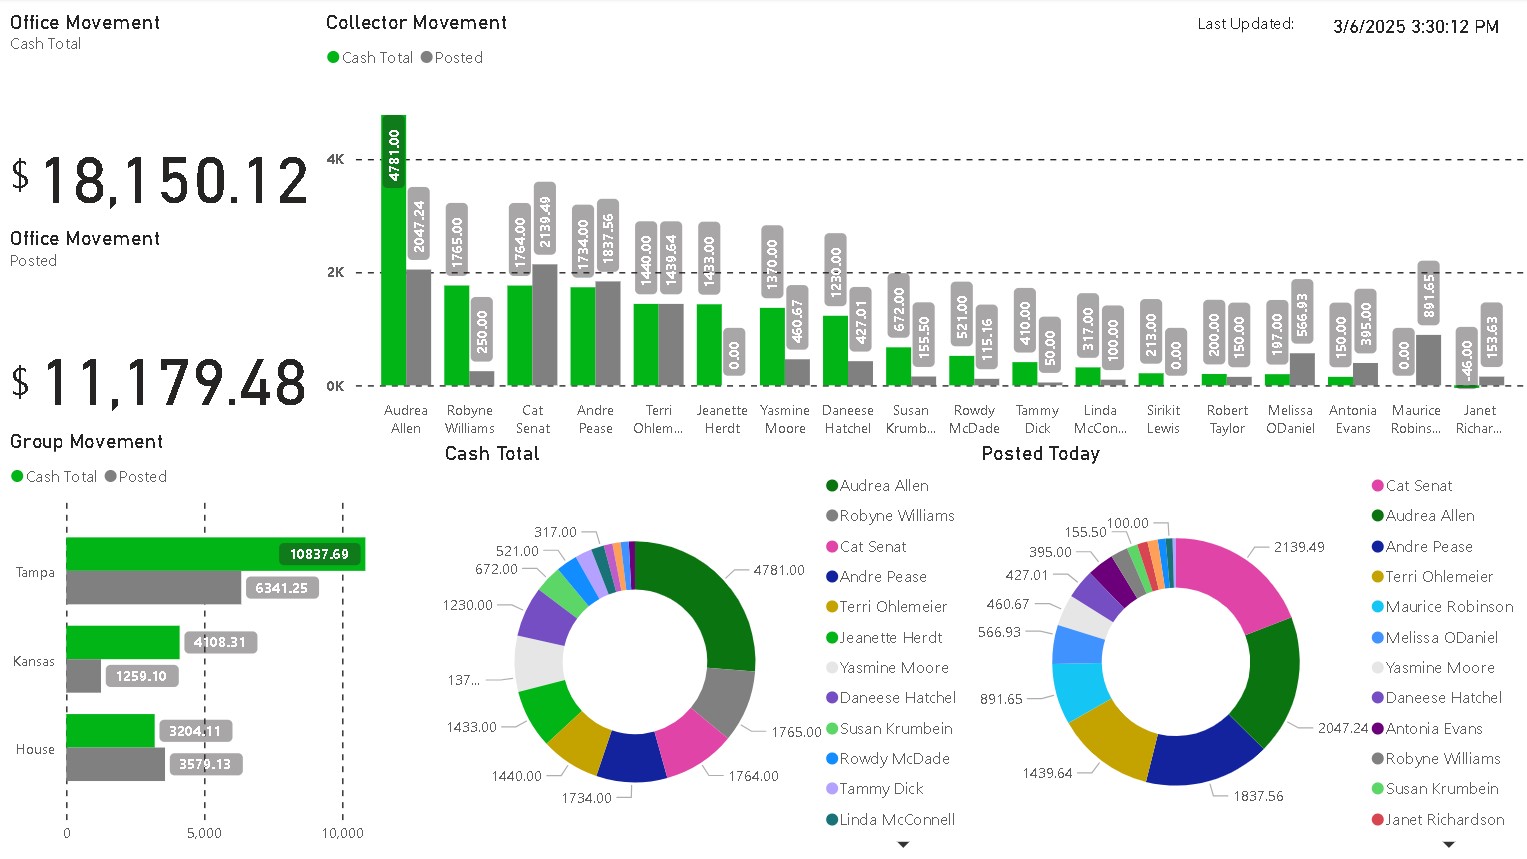 Office Movement
Cash Total
$ 18,150.12
Office Movement
Posted
$ 11,179.48
Collector Movement
Cash Total Posted
Last Updated: 3/6/2025 3:30:12 PM
4K
2K
0K
4781.00 2047.24
1765.00 250.00
1764.00 2139.49
1734.00 1837.56
1440.00 1439.64
1433.00 0.00
1370.00 460.67
1230.00 427.01
672.00 155.50
521.00 115.16
410.00 50.00
317.00 100.00
213.00 0.00
200.00 150.00
197.00 566.93
150.00 395.00
0.00 891.65
-46.00 153.63
Audrea Allen
Robyne Williams
Cat Senat
Andre Pease
Terri Ohlem...
Jeanette Herdt
Yasmine Moore
Daneese Hatchel
Susan Krumb...
Rowdy McDade
Tammy Dick
Linda McCon...
Sirikit Lewis
Robert Taylor
Melissa ODaniel
Antonia Evans
Maurice Robins...
Janet Richar...
Group Movement
Cash Total Posted
Tampa
10837.69
6341.25
Kansas
4108.31
1259.10
House
3204.11
3579.13
0 5,000 10,000
Cash Total
317.00
521.00
672.00
1230.00
137...
1433.00
1440.00
1734.00
1764.00
1765.00
4781.00
Audrea Allen
Robyne Williams
Cat Senat
Andre Pease
Terri Ohlemeier
Jeanette Herdt
Yasmine Moore
Daneese Hatchel
Susan Krumbein
Rowdy McDade
Tammy Dick
Linda McConnell
Posted Today
100.00
155.50
395.00
427.01
460.67
566.93
891.65
1439.64
1837.56
2047.24
2139.49
Cat Senat
Audrea Allen
Andre Pease
Terri Ohlemeier
Maurice Robinson
Melissa ODaniel
Yasmine Moore
Daneese Hatchel
Antonia Evans
Robyne Williams
Susan Krumbein
Janet Richardson